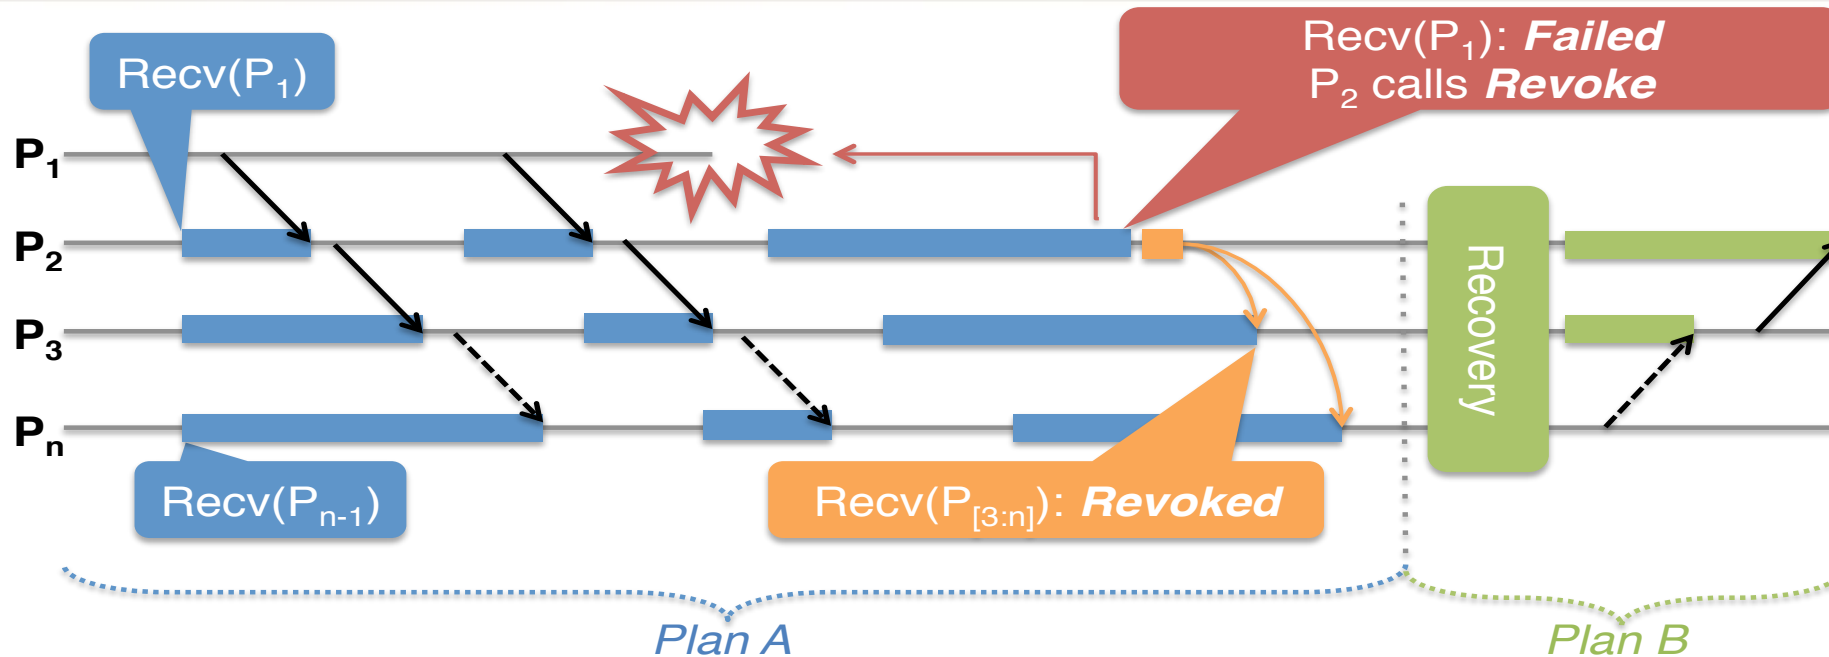 Recv(P1): Failed
P2 calls Revoke
Recv(P1)
P1
P2
P3
Pn
Recovery
Recv(Pn-1)
Recv(P[3:n]): Revoked
Plan A
Plan B